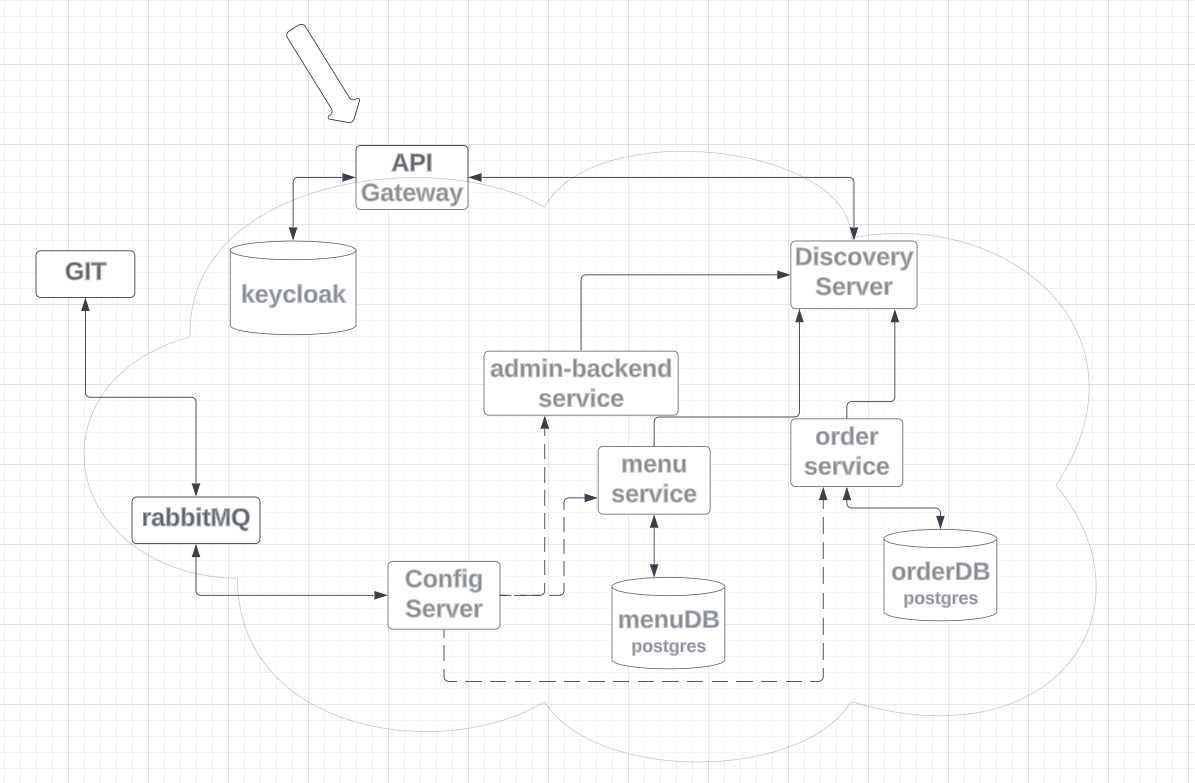 API
Gateway
GIT
keycloak
Discovery
Server
admin-backend
service
menu
service
order
service
rabbitMQ
Config
Server
menuDB
postgres
orderDB
postgres